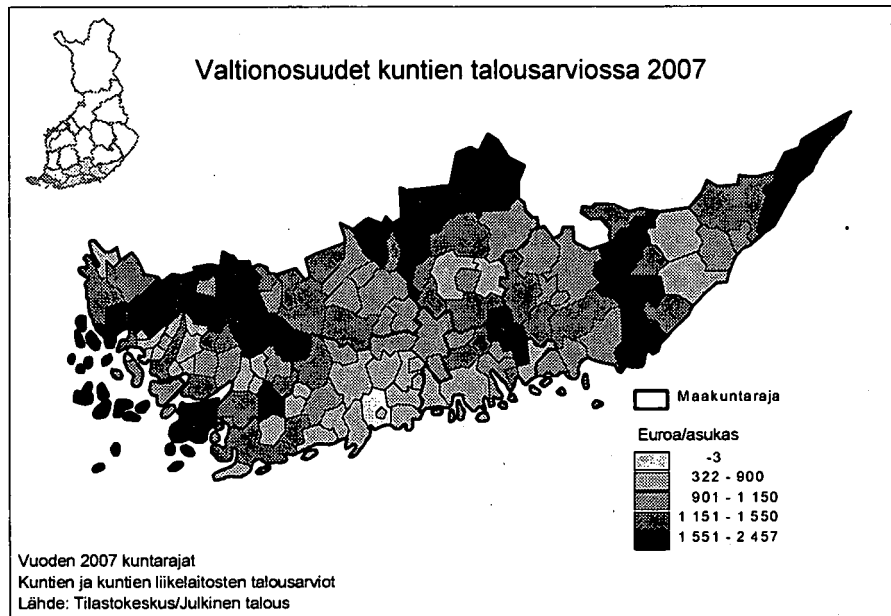 Valtionosuudet kuntien talousarviossa 2007
Maakuntaraja
Euroa/asukas
-3
322 - 900
901 - 1 150
1 151 - 1 550
1 551 - 2 457
Vuoden 2007 kuntarajat
Kuntien ja kuntien liikelaitosten talousarviot
Lähde: Tilastokeskus/Julkinen talous